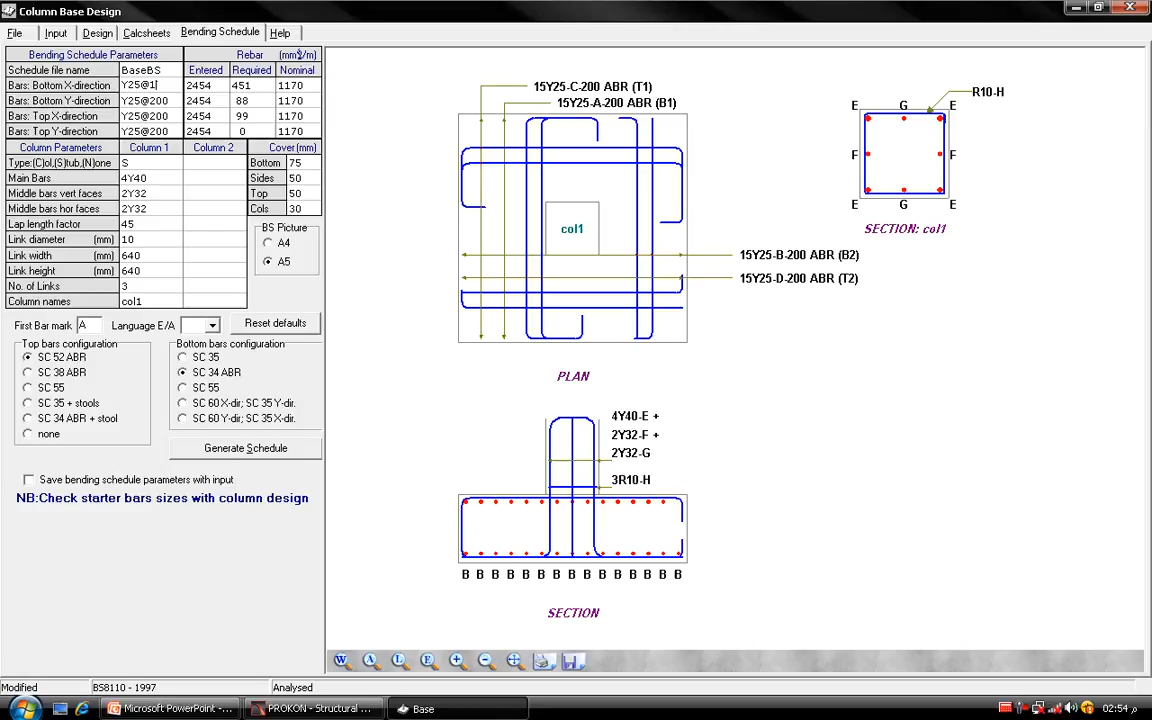 Column Base Design
File Input Design Calcsheets Bending Schedule Help
Bending Schedule Parameters Rebar (mm²/m)
Schedule file name BaseBS Entered Required Nominal
Bars: Bottom X-direction Y25@1 2454 451 1170
Bars: Bottom Y-direction Y25@200 2454 88 1170
Bars: Top X-direction Y25@200 2454 99 1170
Bars: Top Y-direction Y25@200 2454 0 1170
Column Parameters Column 1 Column 2 Cover(mm)
Type:(C)ol,(S)tub,(N)one S Bottom 75
Main Bars 4Y40 Sides 50
Middle bars vert faces 2Y32 Top 50
Middle bars hor faces 2Y32 Cols 30
Lap length factor 45
Link diameter (mm) 10
Link width (mm) 640
Link height (mm) 640
No. of Links 3
Column names col1
BS Picture
A4
A5
First Bar mark A Language E/A Reset defaults
Top bars configuration
SC 52 ABR
SC 38 ABR
SC 55
SC 35 + stools
SC 34 ABR + stool
none
Bottom bars configuration
SC 35
SC 34 ABR
SC 55
SC 60 X-dir; SC 35 Y-dir.
SC 60 Y-dir; SC 35 X-dir.
Generate Schedule
Save bending schedule parameters with input
NB:Check starter bars sizes with column design
15Y25-C-200 ABR (T1)
15Y25-A-200 ABR (B1)
col1
15Y25-B-200 ABR (B2)
15Y25-D-200 ABR (T2)
PLAN
R10-H
E G E
F F
E G E
SECTION: col1
4Y40-E +
2Y32-F +
2Y32-G
3R10-H
B B B B B B B B B B B B B B B
SECTION
W A L E
Modified BS8110 - 1997 Analysed
Microsoft PowerPoint -... PROKON - Structural ... Base 02:54 م